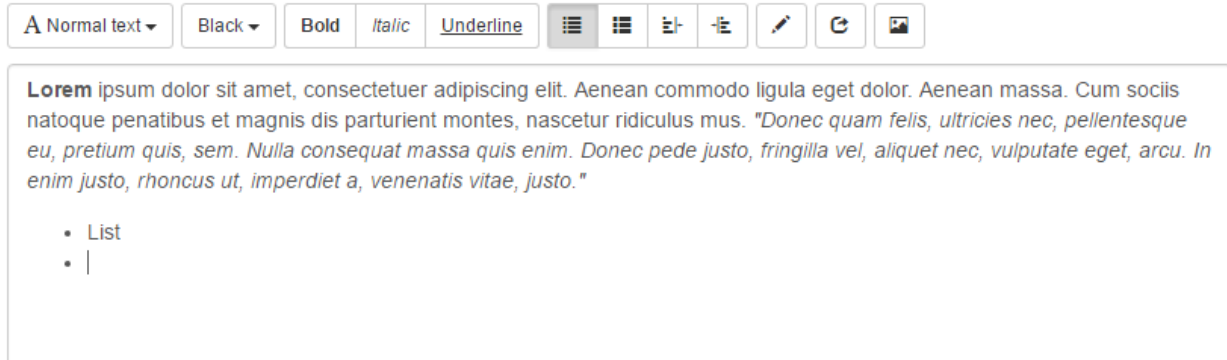 A Normal text Black Bold Italic Underline
Lorem ipsum dolor sit amet, consectetuer adipiscing elit. Aenean commodo ligula eget dolor. Aenean massa. Cum sociis
natoque penatibus et magnis dis parturient montes, nascetur ridiculus mus. "Donec quam felis, ultricies nec, pellentesque
eu, pretium quis, sem. Nulla consequat massa quis enim. Donec pede justo, fringilla vel, aliquet nec, vulputate eget, arcu. In
enim justo, rhoncus ut, imperdiet a, venenatis vitae, justo."
• List
•